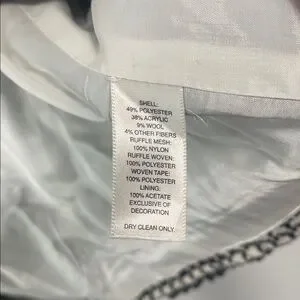 SHELL:
49% POLYESTER
38% ACRYLIC
9% WOOL
4% OTHER FIBERS
RUFFLE MESH:
100% NYLON
RUFFLE WOVEN:
100% POLYESTER
WOVEN TAPE:
100% POLYESTER
LINING:
100% ACETATE
EXCLUSIVE OF
DECORATION
DRY CLEAN ONLY